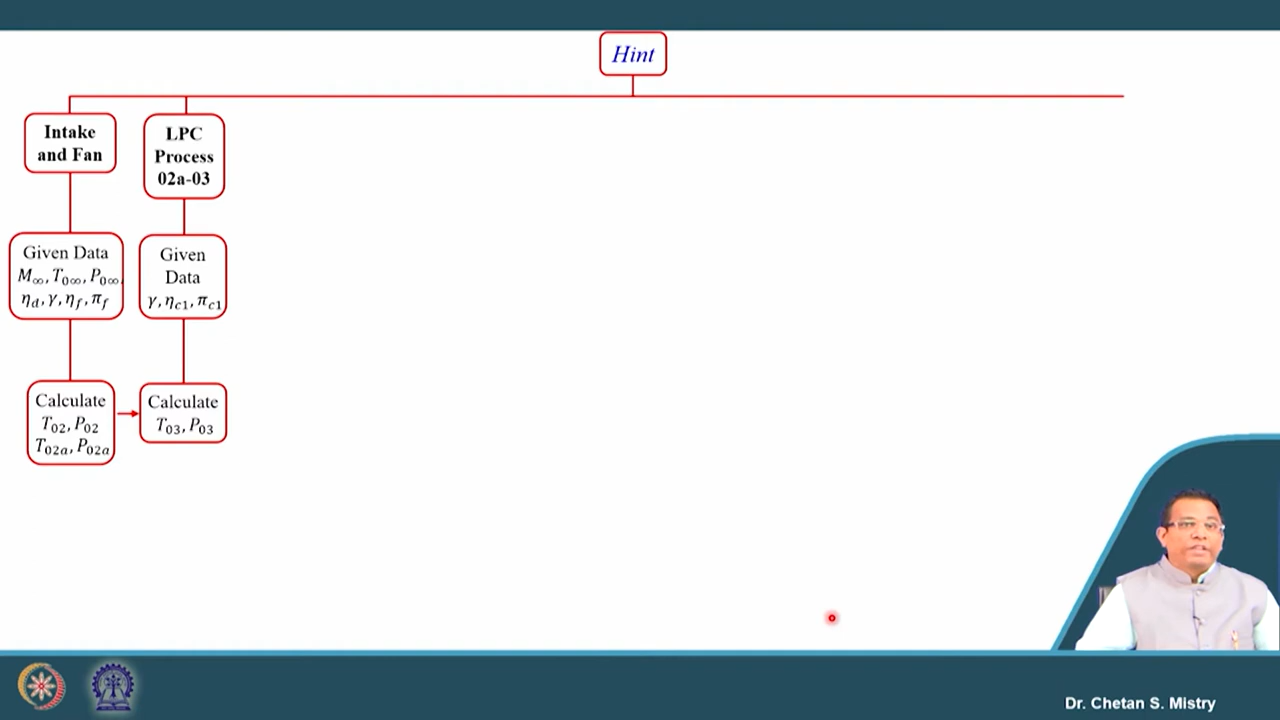 Hint
Intake
and Fan
LPC
Process
02a-03
Given Data
M∞, T0∞, P0∞,
ηd, γ, ηf, πf
Given
Data
γ, ηc1, πc1
Calculate
T02, P02
T02a, P02a
Calculate
T03, P03
Dr. Chetan S. Mistry